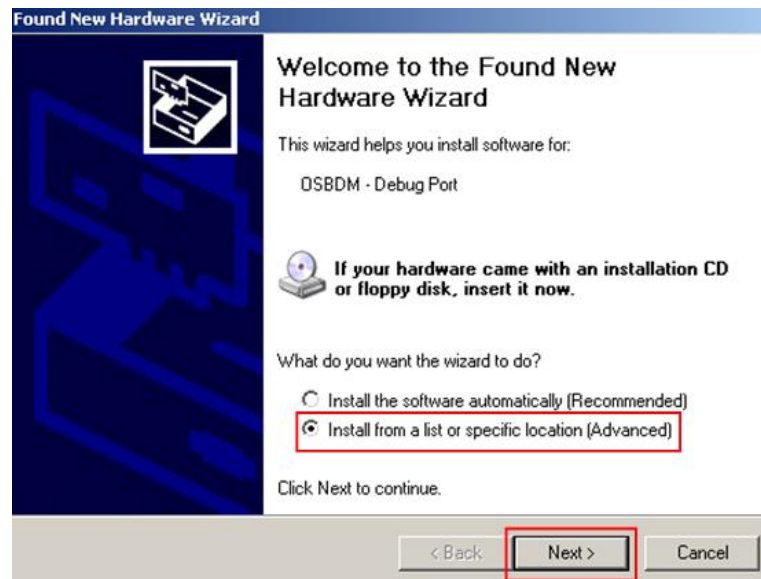 Found New Hardware Wizard
Welcome to the Found New
Hardware Wizard
This wizard helps you install software for:
OSBDM - Debug Port
If your hardware came with an installation CD
or floppy disk, insert it now.
What do you want the wizard to do?
Install the software automatically (Recommended)
Install from a list or specific location (Advanced)
Click Next to continue.
< Back
Next >
Cancel